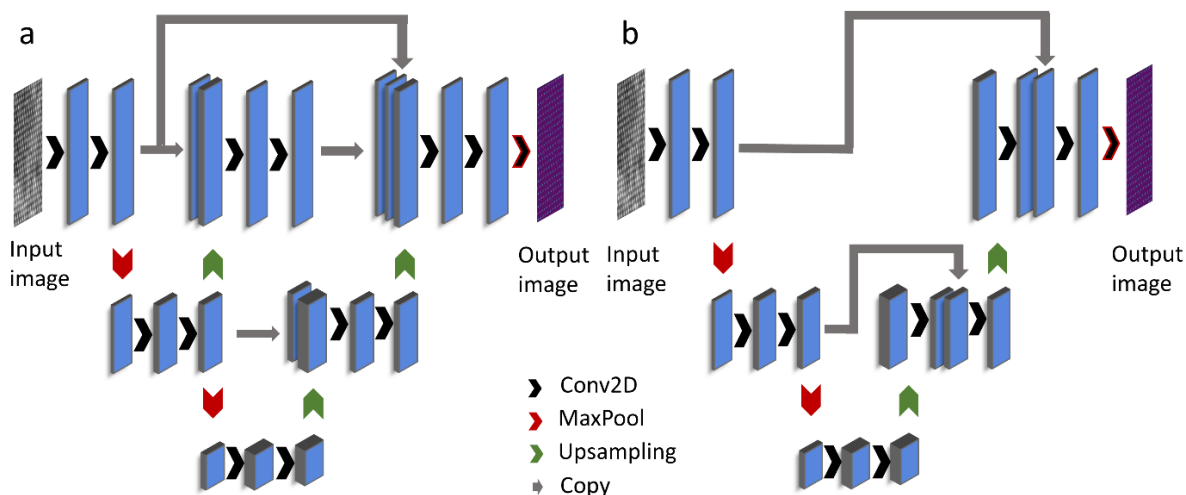 a
b
Input
image
Output
image
Input
image
Output
image
Conv2D
MaxPool
Upsampling
Copy